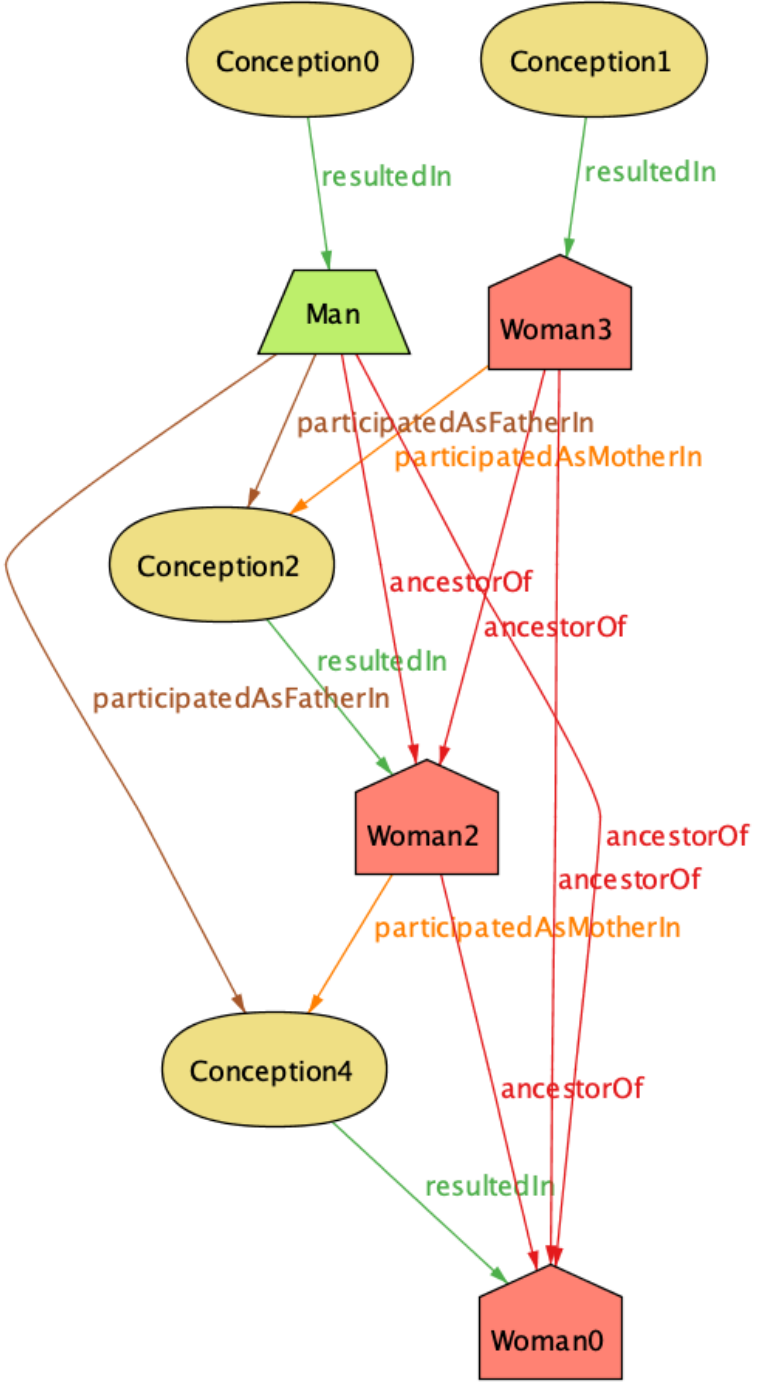 Conception0
Conception1
resultedIn
resultedIn
Man
Woman3
participatedAsFatherIn
participatedAsMotherIn
Conception2
ancestorOf
ancestorOf
resultedIn
participatedAsFatherIn
Woman2
ancestorOf
ancestorOf
participatedAsMotherIn
Conception4
ancestorOf
resultedIn
Woman0